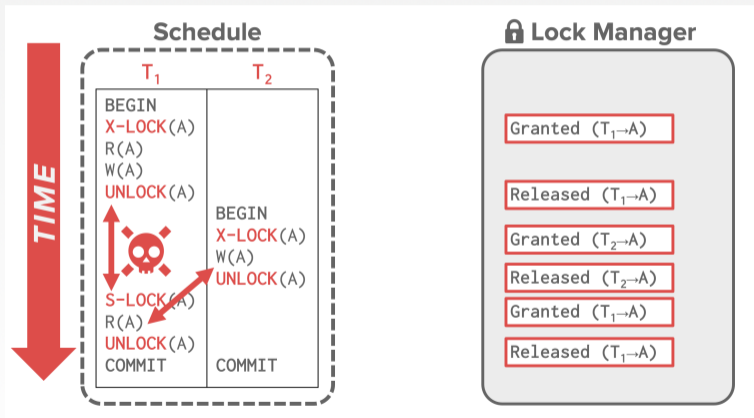 Schedule
TIME
T₁
BEGIN
X-LOCK(A)
R(A)
W(A)
UNLOCK(A)
S-LOCK(A)
R(A)
UNLOCK(A)
COMMIT
T₂
BEGIN
X-LOCK(A)
W(A)
UNLOCK(A)
COMMIT
Lock Manager
Granted (T₁→A)
Released (T₁→A)
Granted (T₂→A)
Released (T₂→A)
Granted (T₁→A)
Released (T₁→A)